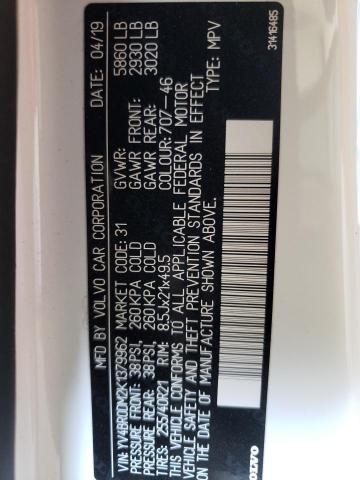 MFD BY VOLVO CAR CORPORATION 04/19
VIN: YV4BR0DM2K1379962 GVWR: 5860 LB
MARKET CODE: 31 GAWR FRONT: 2930 LB
PRESSURE FRONT: 38PSI, 260KPA COLD GAWR REAR: 3020 LB
PRESSURE REAR: 38PSI, 260KPA COLD COLOUR: 707-46
TIRES: 255/40R21 RIM: 8.5Jx21x49.5 TYPE: MPV
THIS VEHICLE CONFORMS TO ALL APPLICABLE FEDERAL MOTOR
VEHICLE SAFETY AND THEFT PREVENTION STANDARDS IN EFFECT
ON THE DATE OF MANUFACTURE SHOWN ABOVE.
VOLVO 31416485